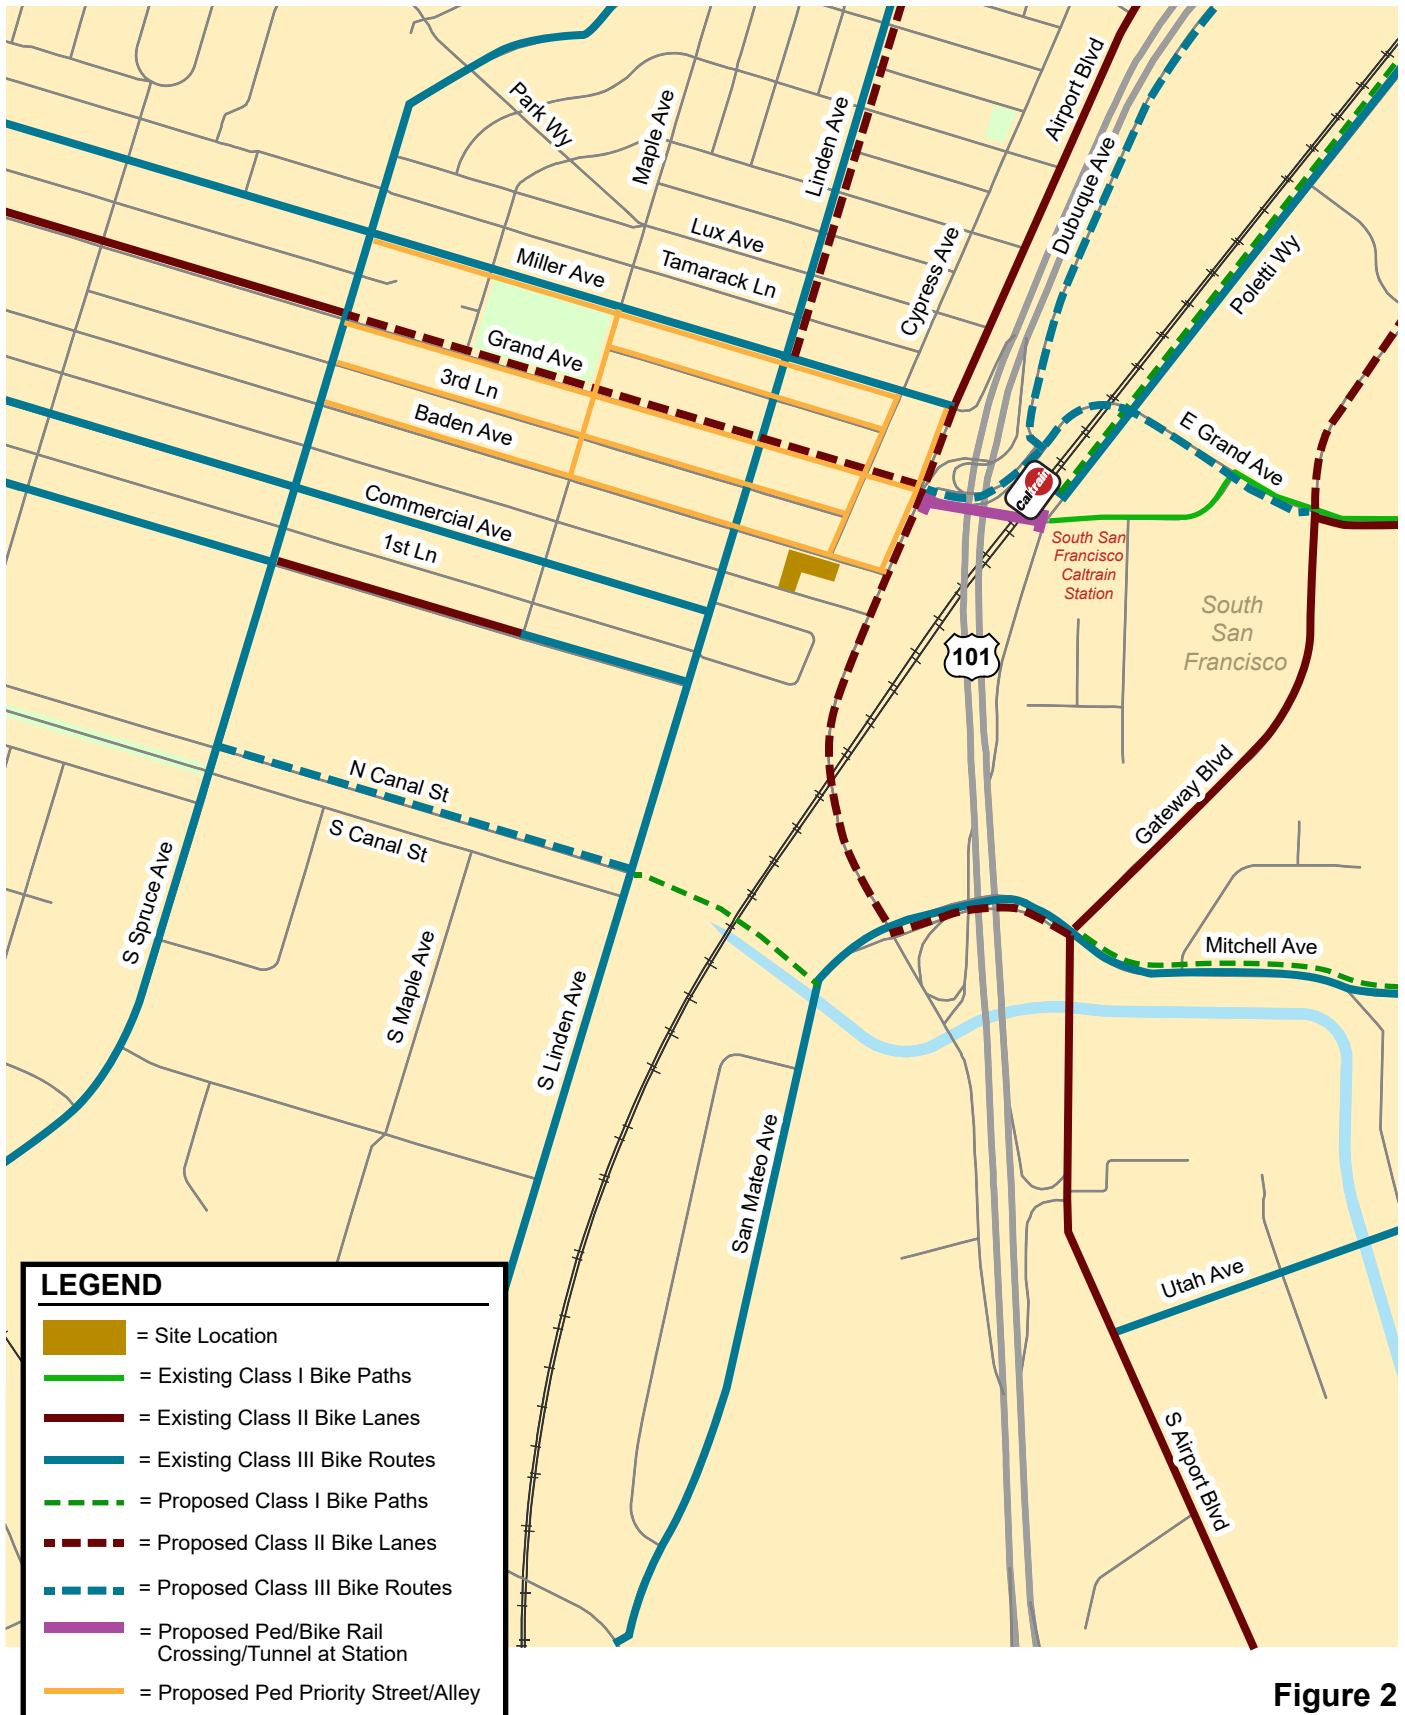 Park Wy
Maple Ave
Linden Ave
Airport Blvd
Dubuque Ave
Lux Ave
Tamarack Ln
Miller Ave
Cypress Ave
Poletti Wy
Grand Ave
3rd Ln
Baden Ave
E Grand Ave
Caltrain
Commercial Ave
1st Ln
South San
Francisco
Caltrain
Station
South
San
Francisco
101
N Canal St
S Canal St
Gateway Blvd
S Spruce Ave
S Maple Ave
S Linden Ave
Mitchell Ave
San Mateo Ave
Utah Ave
S Airport Blvd
LEGEND
= Site Location
= Existing Class I Bike Paths
= Existing Class II Bike Lanes
= Existing Class III Bike Routes
= Proposed Class I Bike Paths
= Proposed Class II Bike Lanes
= Proposed Class III Bike Routes
= Proposed Ped/Bike Rail
Crossing/Tunnel at Station
= Proposed Ped Priority Street/Alley
Figure 2